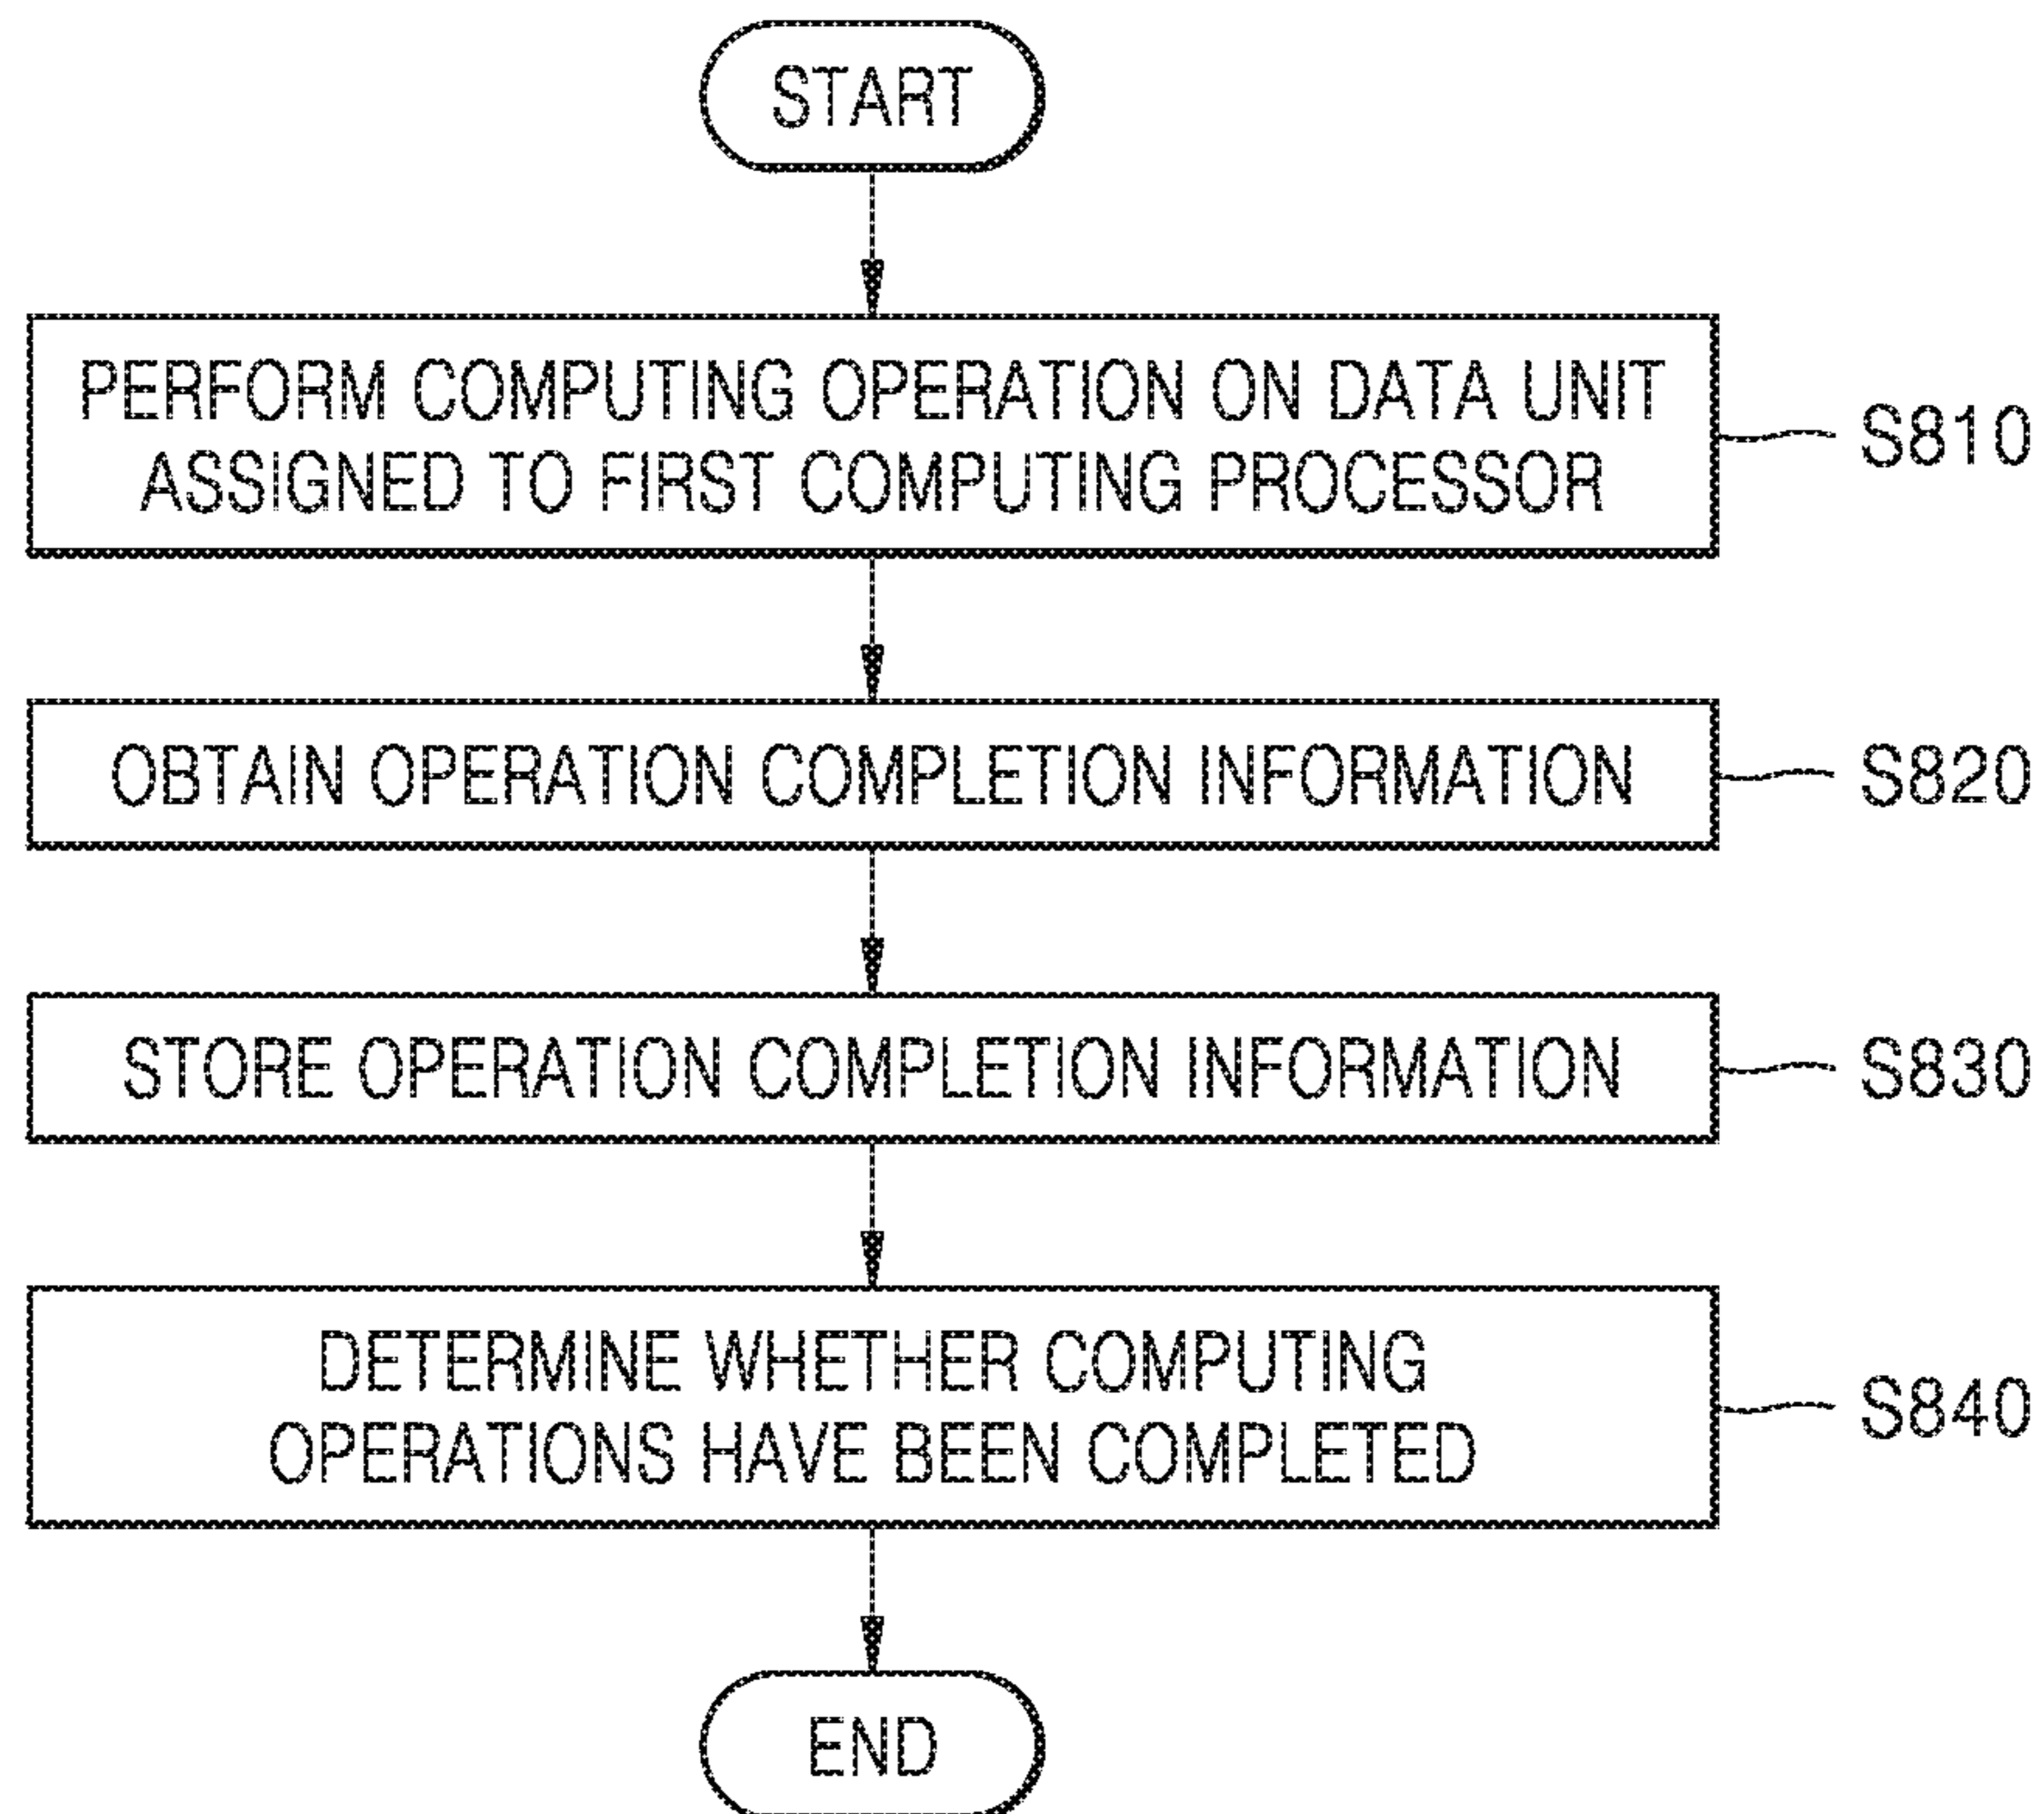 START
PERFORM COMPUTING OPERATION ON DATA UNIT
ASSIGNED TO FIRST COMPUTING PROCESSOR
S810
OBTAIN OPERATION COMPLETION INFORMATION
S820
STORE OPERATION COMPLETION INFORMATION
S830
DETERMINE WHETHER COMPUTING
OPERATIONS HAVE BEEN COMPLETED
S840
END